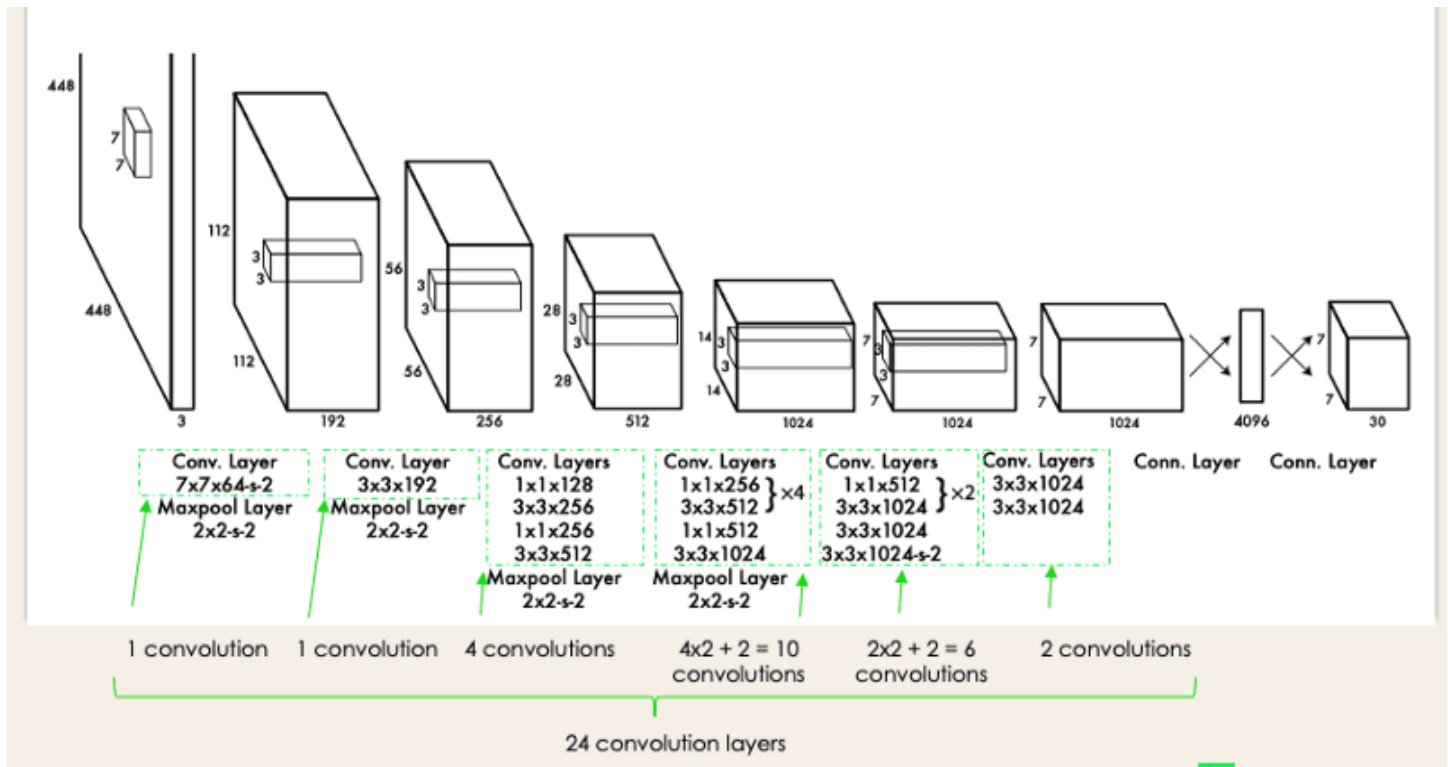 448
7
7
448
3
112
3
3
112
192
56
3
3
56
256
28
3
3
28
512
14
3
3
14
1024
7
3
3
7
1024
7
7
1024
4096
7
7
30
Conv. Layer
7x7x64-s-2
Maxpool Layer
2x2-s-2
Conv. Layer
3x3x192
Maxpool Layer
2x2-s-2
Conv. Layers
1x1x128
3x3x256
1x1x256
3x3x512
Maxpool Layer
2x2-s-2
Conv. Layers
1x1x256
3x3x512 } ×4
1x1x512
3x3x1024
Maxpool Layer
2x2-s-2
Conv. Layers
1x1x512
3x3x1024 } ×2
3x3x1024
3x3x1024-s-2
Conv. Layers
3x3x1024
3x3x1024
Conn. Layer
Conn. Layer
1 convolution
1 convolution
4 convolutions
4x2 + 2 = 10
convolutions
2x2 + 2 = 6
convolutions
2 convolutions
24 convolution layers